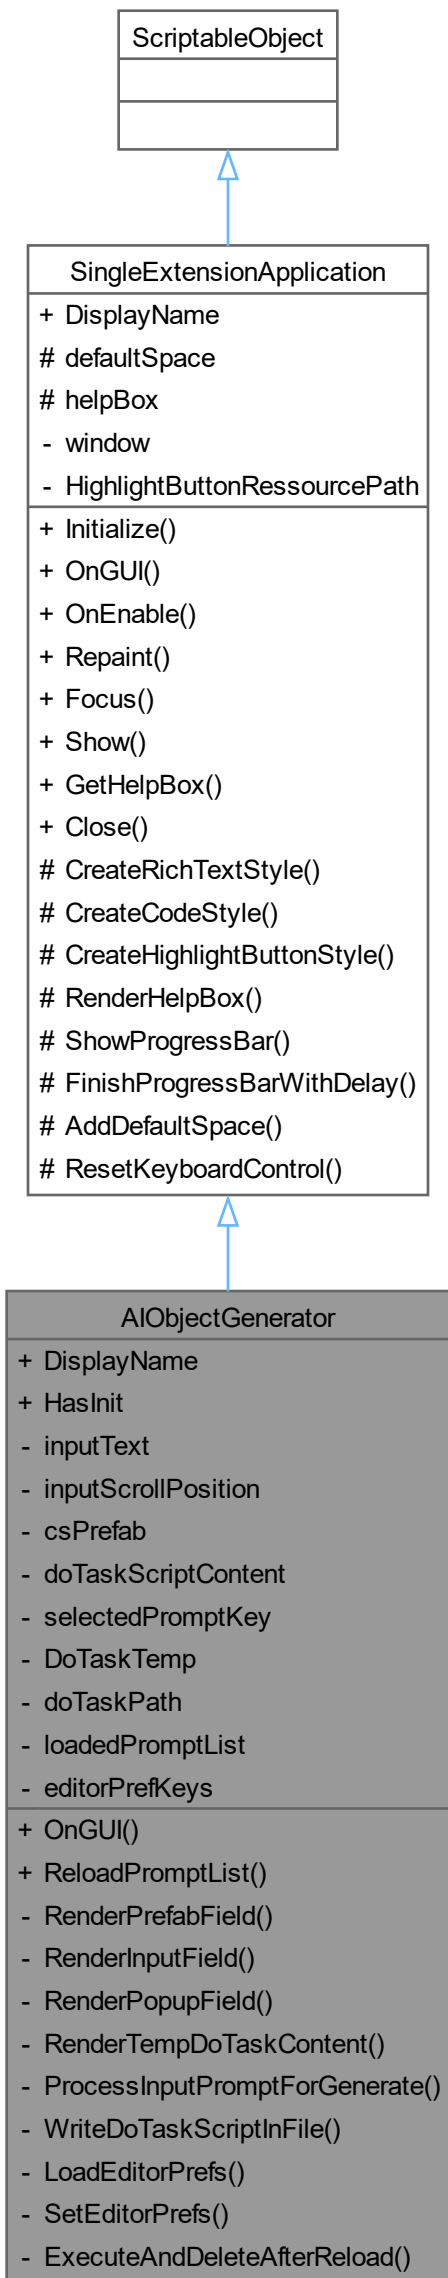 ScriptableObject
SingleExtensionApplication
+ DisplayName
# defaultSpace
# helpBox
- window
- HighlightButtonRessourcePath
+ Initialize()
+ OnGUI()
+ OnEnable()
+ Repaint()
+ Focus()
+ Show()
+ GetHelpBox()
+ Close()
# CreateRichTextStyle()
# CreateCodeStyle()
# CreateHighlightButtonStyle()
# RenderHelpBox()
# ShowProgressBar()
# FinishProgressBarWithDelay()
# AddDefaultSpace()
# ResetKeyboardControl()
AIObjectGenerator
+ DisplayName
+ HasInit
- inputText
- inputScrollPosition
- csPrefab
- doTaskScriptContent
- selectedPromptKey
- DoTaskTemp
- doTaskPath
- loadedPromptList
- editorPrefKeys
+ OnGUI()
+ ReloadPromptList()
- RenderPrefabField()
- RenderInputField()
- RenderPopupField()
- RenderTempDoTaskContent()
- ProcessInputPromptForGenerate()
- WriteDoTaskScriptInFile()
- LoadEditorPrefs()
- SetEditorPrefs()
- ExecuteAndDeleteAfterReload()